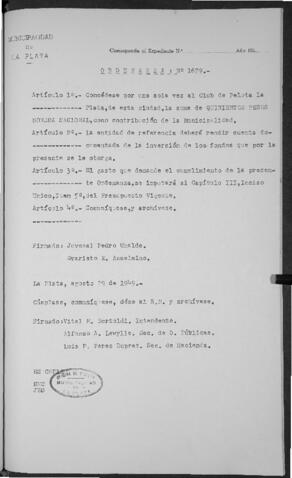 MUNICIPALIDAD
DE
LA PLATA
Corresponde al Expediente Nº Año 194
O R D E N A N Z A : Nº 1679.-
Artículo 1º.- Concédese por una sola vez al Club de Pelota La
Plata, de esta ciudad, la suma de QUINIENTOS PESOS
MONEDA NACIONAL, como contribución de la Municipalidad.
Artículo 2º.- La entidad de referencia deberá rendir cuenta do-
cumentada de la inversión de los fondos que por la
presente se le otorga.
Artículo 3º.- El gasto que demande el cumplimiento de la presen-
te Ordenanza, se imputará al Capítulo III, Inciso
Unico, Item 5º, del Presupuesto Vigente.
Artículo 4º.- Comuníquese, y archívese.
Firmado: Juvenal Pedro Ubalde.
Evaristo E. Anselmino.
La Plata, agosto 29 de 1949.-
Cúmplase, comuníquese, dése al B.M. y archívese.
Firmado: Vital M. Bertoldi, Intendente.
Alfonso A. Lewylle, Sec. de O. Públicas.
Luis P. Perez Duprat, Sec. de Hacienda.
ES COPIA